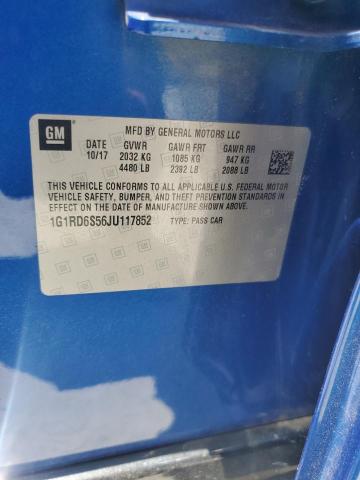 GM
MFD BY GENERAL MOTORS LLC
DATE GVWR GAWR FRT GAWR RR
10/17 2032 KG 1085 KG 947 KG
4480 LB 2392 LB 2088 LB
THIS VEHICLE CONFORMS TO ALL APPLICABLE U.S. FEDERAL MOTOR
VEHICLE SAFETY, BUMPER, AND THEFT PREVENTION STANDARDS
IN EFFECT ON THE DATE OF MANUFACTURE SHOWN ABOVE.
1G1RD6S56JU117852 TYPE: PASS CAR